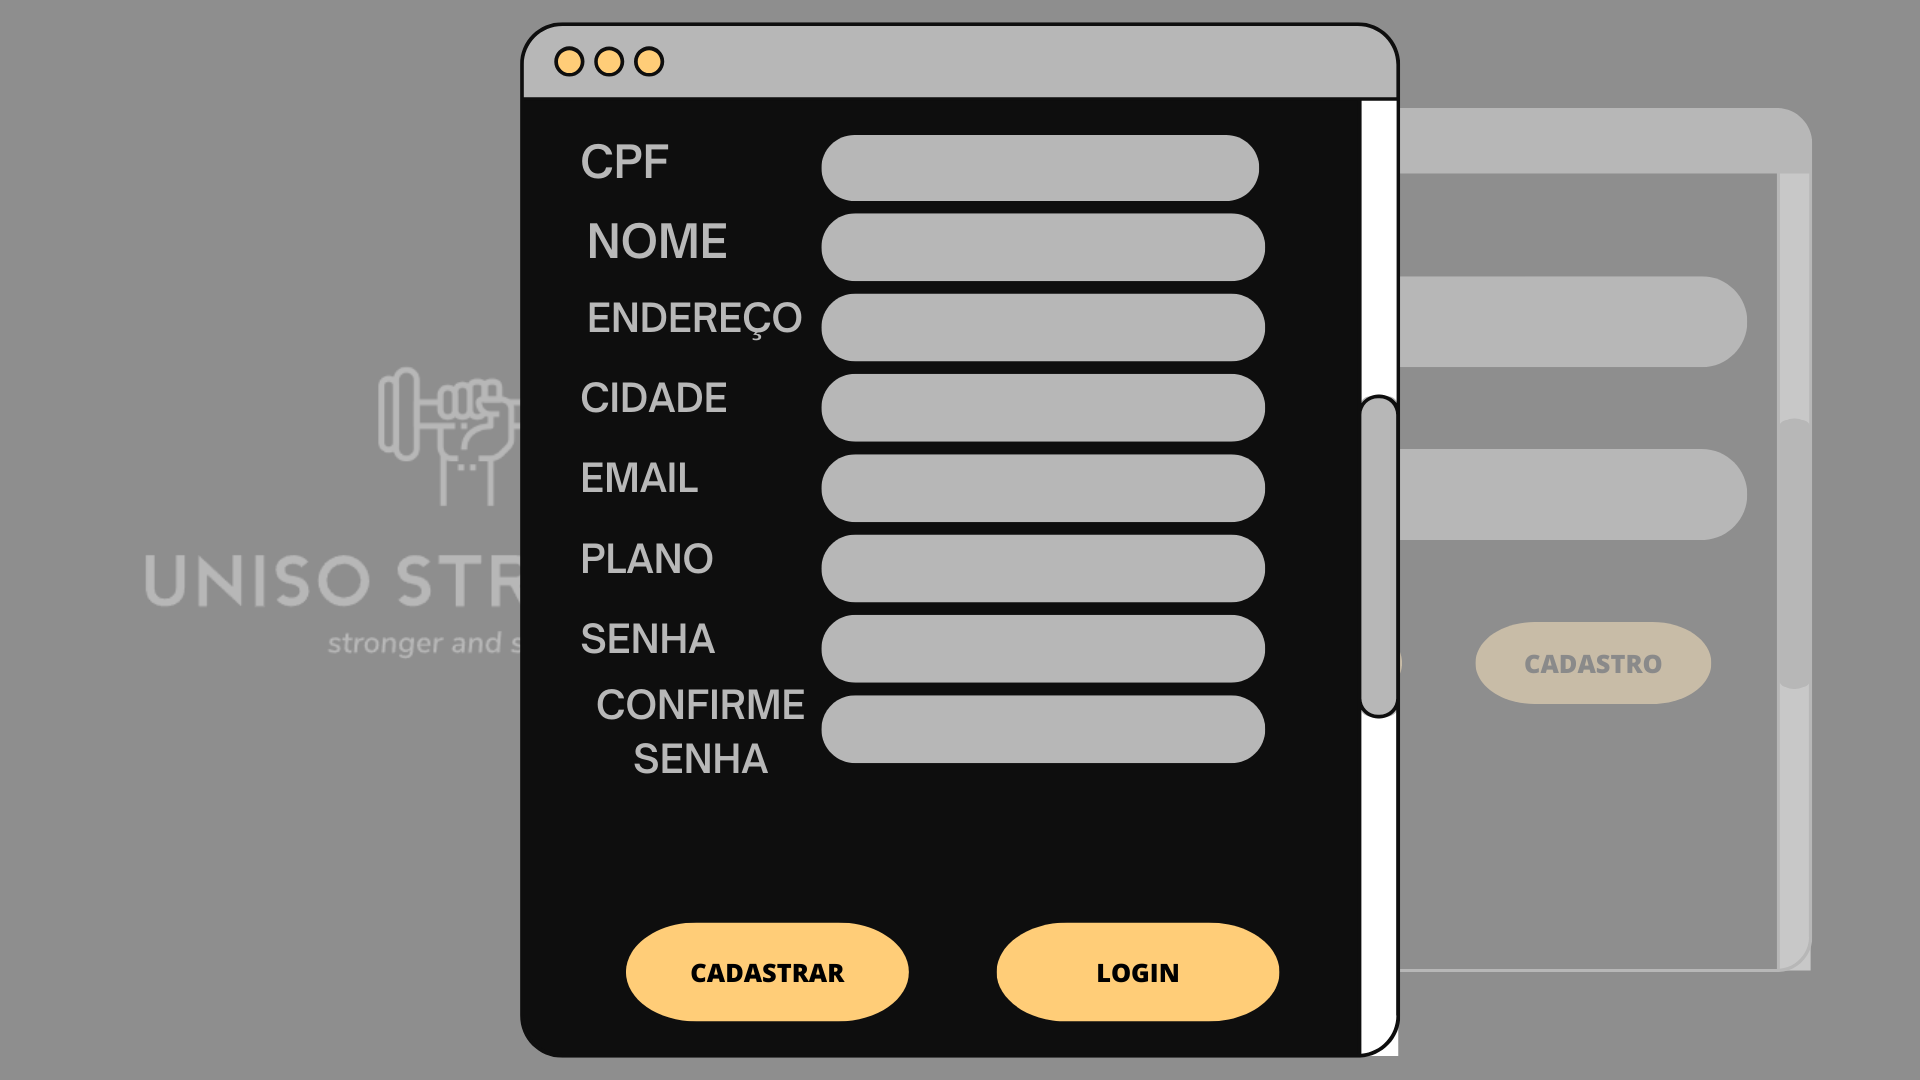 CPF
NOME
ENDEREÇO
CIDADE
EMAIL
PLANO
SENHA
CONFIRME
SENHA
CADASTRAR
LOGIN
UNISO STR
stronger and s
CADASTRO